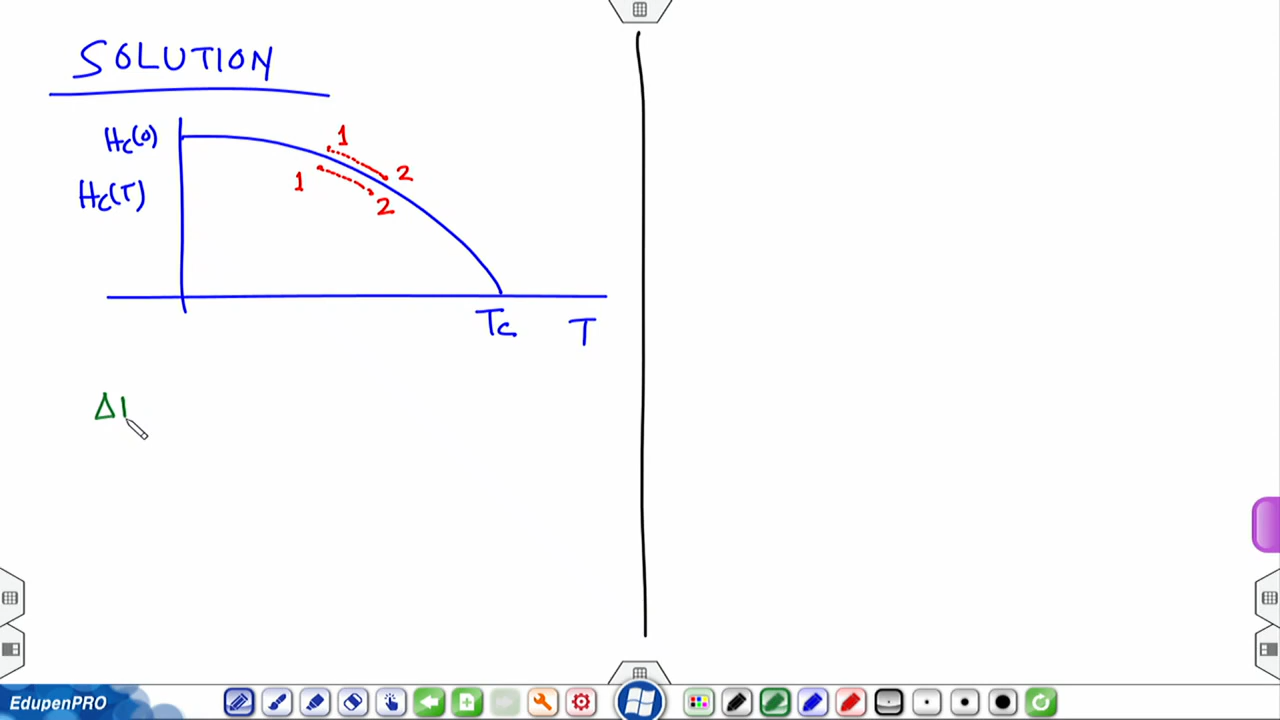 SOLUTION
Hc(0)
1
Hc(T)
1
2
2
Tc
T
Δ
EdupenPRO